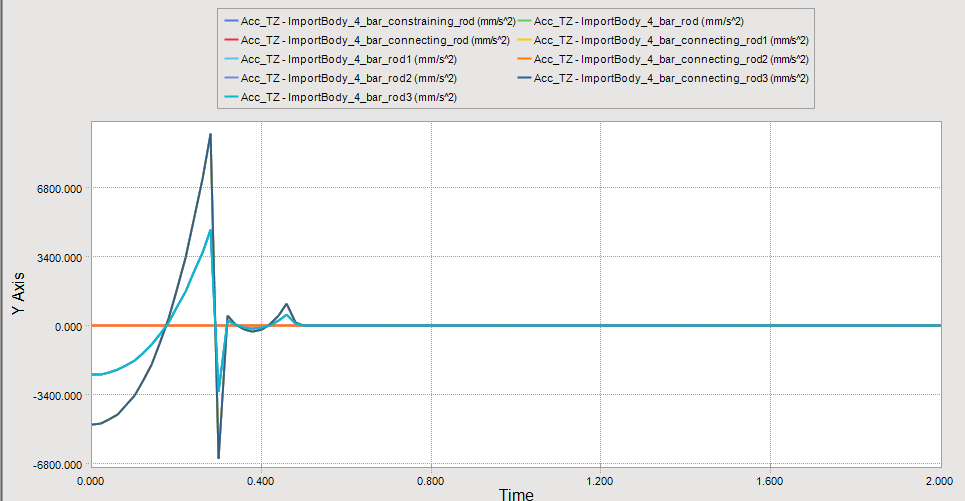 Acc_TZ - ImportBody_4_bar_constraining_rod (mm/s^2) Acc_TZ - ImportBody_4_bar_rod (mm/s^2)
Acc_TZ - ImportBody_4_bar_connecting_rod (mm/s^2) Acc_TZ - ImportBody_4_bar_connecting_rod1 (mm/s^2)
Acc_TZ - ImportBody_4_bar_rod1 (mm/s^2) Acc_TZ - ImportBody_4_bar_connecting_rod2 (mm/s^2)
Acc_TZ - ImportBody_4_bar_rod2 (mm/s^2) Acc_TZ - ImportBody_4_bar_connecting_rod3 (mm/s^2)
Acc_TZ - ImportBody_4_bar_rod3 (mm/s^2)
Y Axis
6800.000
3400.000
0.000
-3400.000
-6800.000
0.000 0.400 0.800 1.200 1.600 2.000
Time